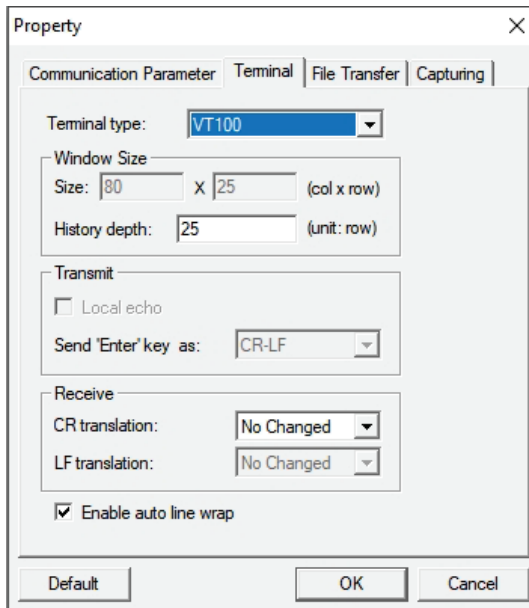 Property
Communication Parameter Terminal File Transfer Capturing
Terminal type: VT100
Window Size
Size: 80 X 25 (col x row)
History depth: 25 (unit: row)
Transmit
Local echo
Send 'Enter' key as: CR-LF
Receive
CR translation: No Changed
LF translation: No Changed
Enable auto line wrap
Default OK Cancel